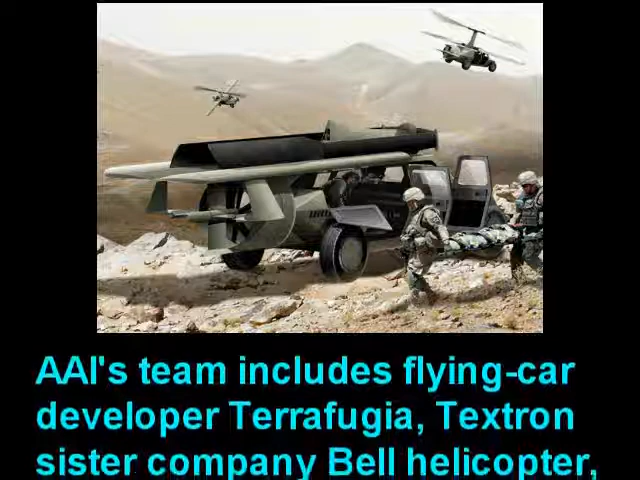 AAI's team includes flying-car
developer Terrafugia, Textron
sister company Bell helicopter,